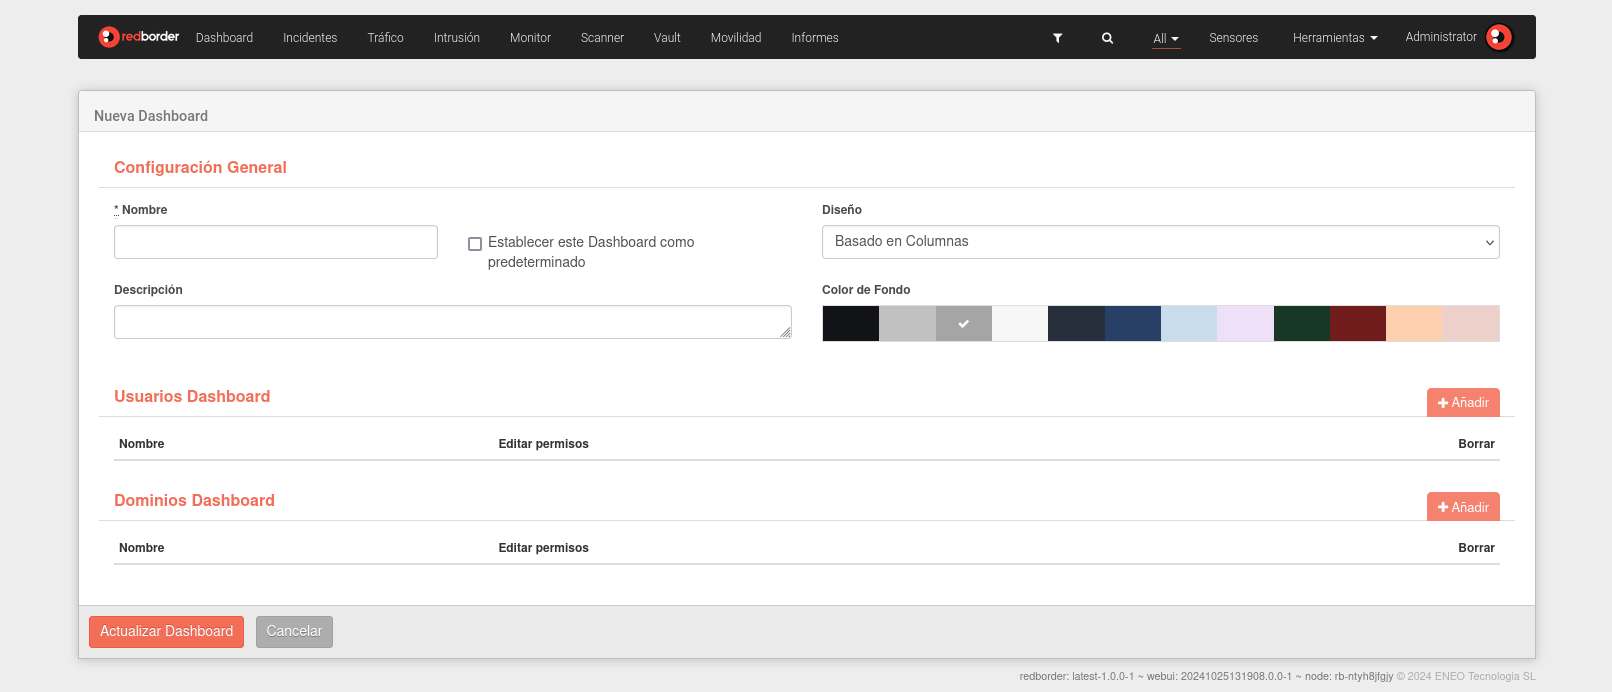 redborder Dashboard Incidentes Tráfico Intrusión Monitor Scanner Vault Movilidad Informes All Sensores Herramientas Administrator
Nueva Dashboard
Configuración General
* Nombre
Establecer este Dashboard como
predeterminado
Diseño
Basado en Columnas
Descripción
Color de Fondo
Usuarios Dashboard
Añadir
Nombre Editar permisos Borrar
Dominios Dashboard
Añadir
Nombre Editar permisos Borrar
Actualizar Dashboard Cancelar
redborder: latest-1.0.0-1 ~ webui: 20241025131908.0.0-1 ~ node: rb-ntyh8jfgjy © 2024 ENEO Tecnologia SL